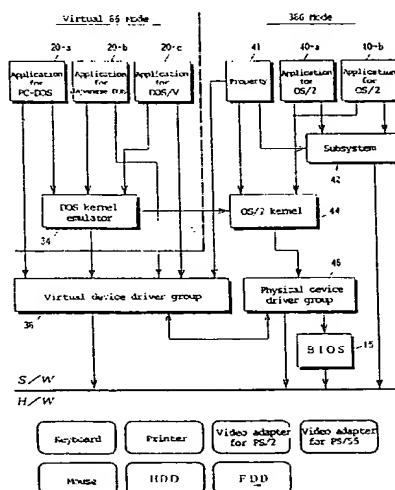 Virtual 86 Mode
386 Mode
20-a
20-b
20-c
41
40-a
40-b
Application
for
PC-DOS
Application
for
Japanese DOS
Application
for
DOS/V
Property
Application
for
OS/2
Application
for
OS/2
Subsystem
42
DOS kernel
emulator
34
OS/2 kernel
44
46
Virtual device driver group
36
Physical device
driver group
BIOS
15
S/W
H/W
Keyboard
Printer
Video adapter
for PS/2
Video adapter
for PS/55
Mouse
HDD
FDD